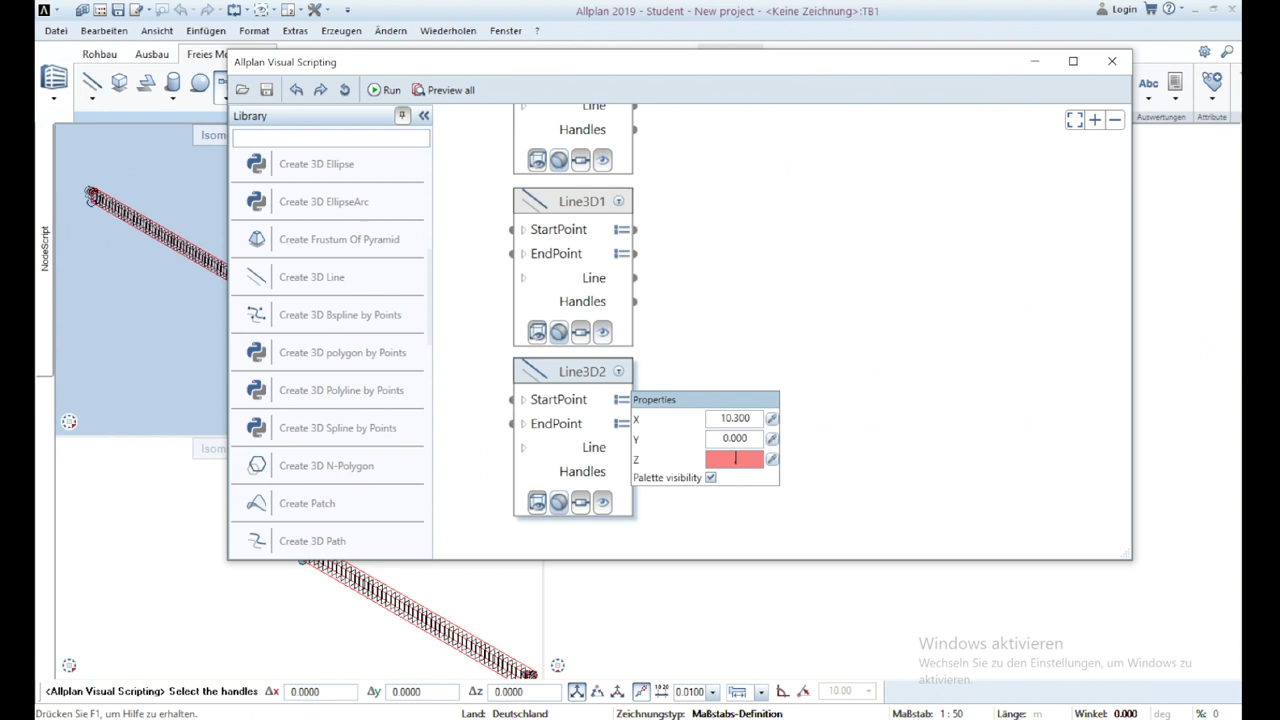 Allplan 2019 - Student - New project - <Keine Zeichnung>:TB1
Login
Datei Bearbeiten Ansicht Einfügen Format Extras Erzeugen Ändern Wiederholen Fenster ?
Rohbau Ausbau Freies
Allplan Visual Scripting
Run Preview all
Abc
Auswertungen Attribute
Library
Isom
Line
Create 3D Ellipse
Handles
Create 3D EllipseArc
Line3D1
Create Frustum Of Pyramid
StartPoint
NodeScript
EndPoint
Create 3D Line
Line
Create 3D Bspline by Points
Handles
Create 3D polygon by Points
Line3D2
Create 3D Polyline by Points
StartPoint
Properties
X 10.300
EndPoint
Create 3D Spline by Points
Y 0.000
Line
Z
Isom
Create 3D N-Polygon
Handles
Palette visibility
Create Patch
Create 3D Path
Windows aktivieren
Wechseln Sie zu den Einstellungen, um Windows zu
aktivieren.
<Allplan Visual Scripting> Select the handles Δx 0.0000 Δy 0.0000 Δz 0.0000 10:20 0.0100 10.00
Drücken Sie F1, um Hilfe zu erhalten. Land: Deutschland Zeichnungstyp: Maßstabs-Definition Maßstab: 1 : 50 Länge: m Winkel: 0.000 deg %: 0